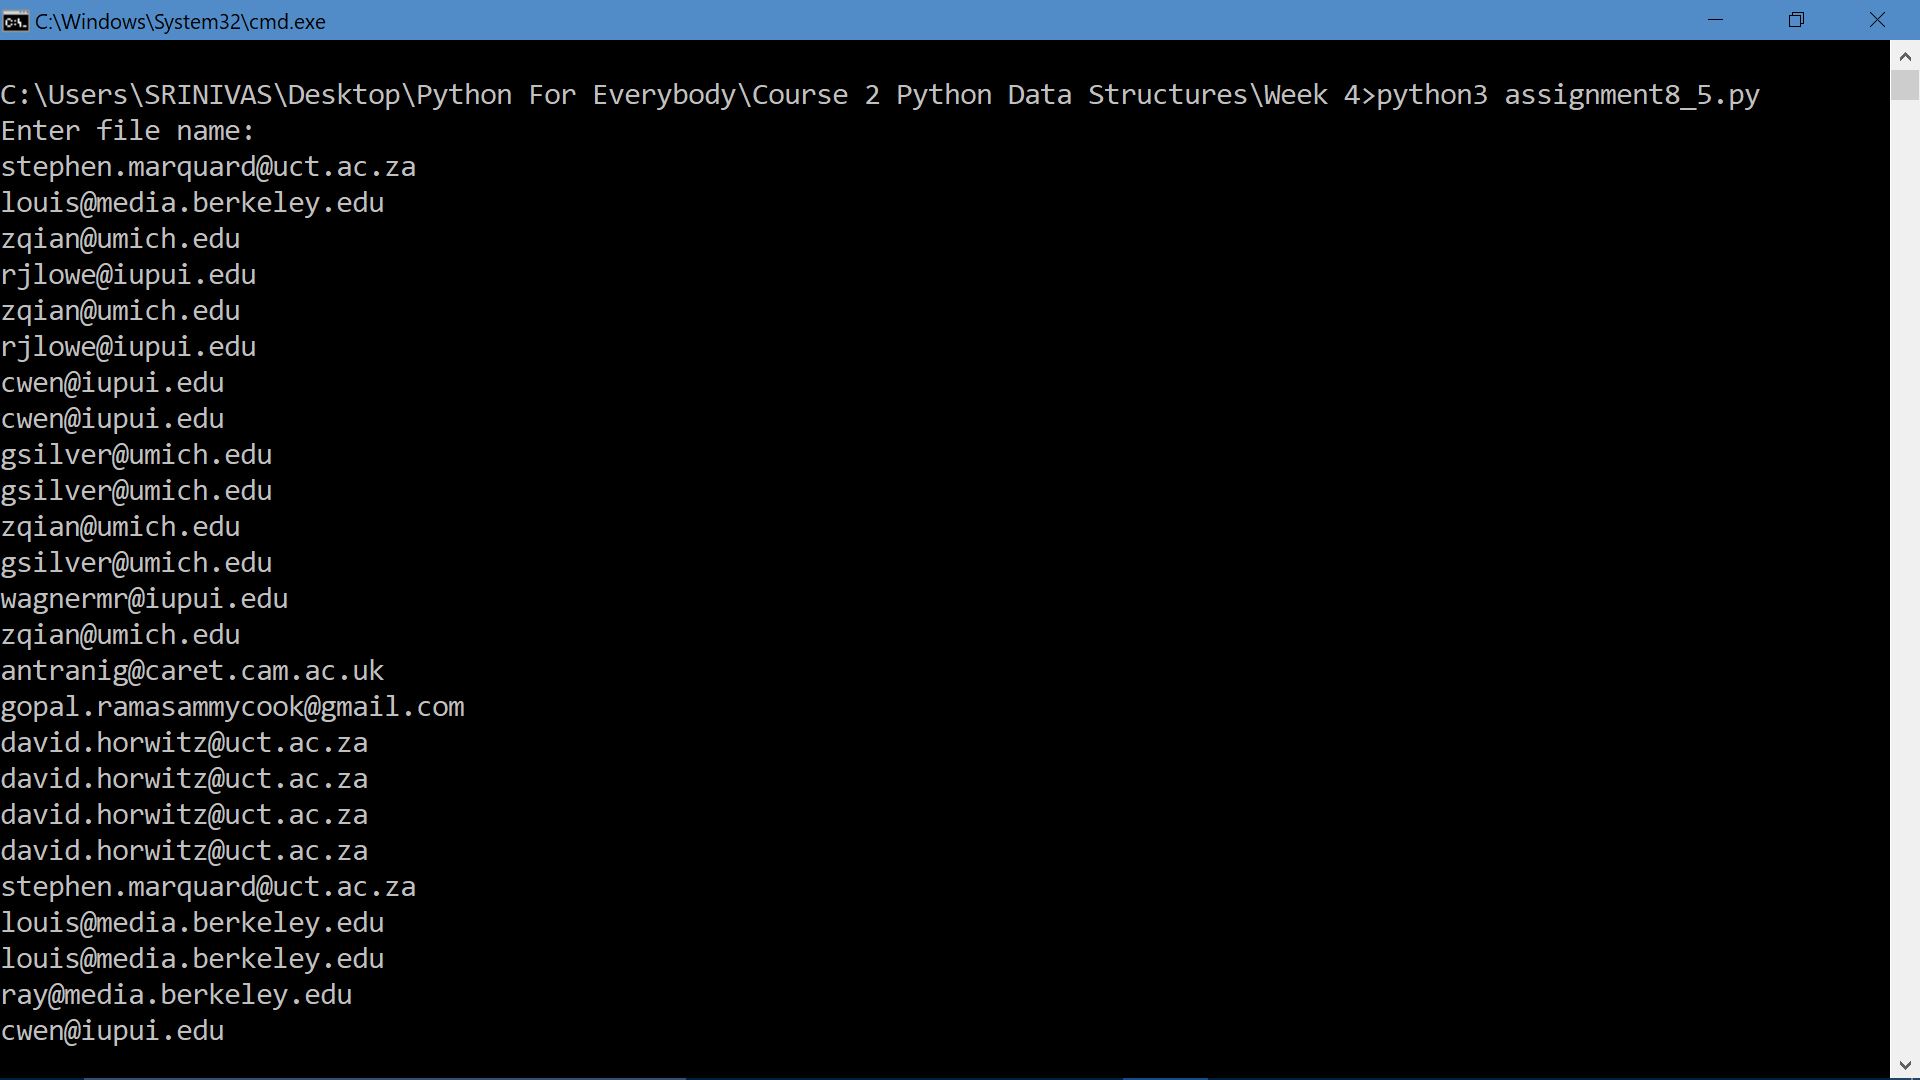 C:\Windows\System32\cmd.exe
C:\Users\SRINIVAS\Desktop\Python For Everybody\Course 2 Python Data Structures\Week 4>python3 assignment8_5.py
Enter file name:
stephen.marquard@uct.ac.za
louis@media.berkeley.edu
zqian@umich.edu
rjlowe@iupui.edu
zqian@umich.edu
rjlowe@iupui.edu
cwen@iupui.edu
cwen@iupui.edu
gsilver@umich.edu
gsilver@umich.edu
zqian@umich.edu
gsilver@umich.edu
wagnermr@iupui.edu
zqian@umich.edu
antranig@caret.cam.ac.uk
gopal.ramasammycook@gmail.com
david.horwitz@uct.ac.za
david.horwitz@uct.ac.za
david.horwitz@uct.ac.za
david.horwitz@uct.ac.za
stephen.marquard@uct.ac.za
louis@media.berkeley.edu
louis@media.berkeley.edu
ray@media.berkeley.edu
cwen@iupui.edu